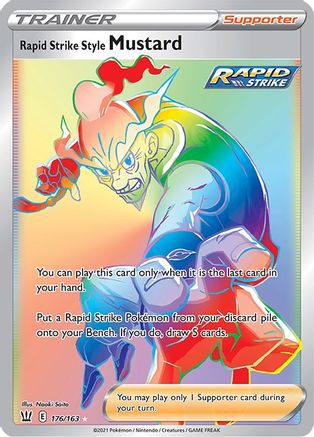 TRAINER Supporter
Rapid Strike Style Mustard
RAPID
STRIKE
You can play this card only when it is the last card in
your hand.
Put a Rapid Strike Pokémon from your discard pile
onto your Bench. If you do, draw 5 cards.
Illus. Naoki Saito
E 176/163
You may play only 1 Supporter card during
your turn.
©2021 Pokémon / Nintendo / Creatures / GAME FREAK